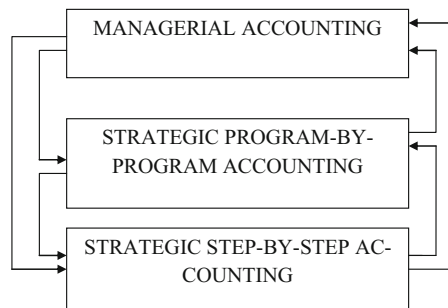 MANAGERIAL ACCOUNTING
STRATEGIC PROGRAM-BY-
PROGRAM ACCOUNTING
STRATEGIC STEP-BY-STEP AC-
COUNTING